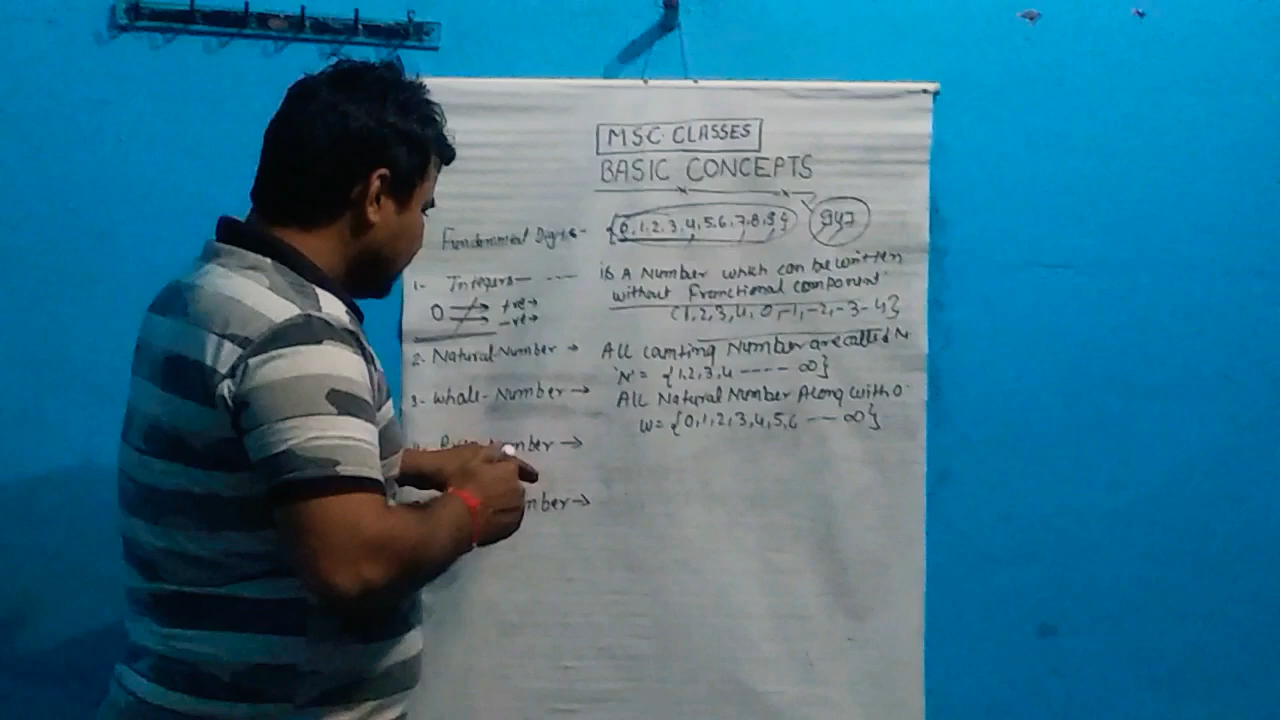 MSC CLASSES
BASIC CONCEPTS
Fundamental Digits- {0,1,2,3,4,5,6,7,8,9} 947
1- Integers— ---- is A Number which can be written
without Fractional component
0 +ve→ (1,2,3,4,0,-1,-2,-3-4}
-ve→
2- Natural Number → All counting Number are called N.
'N' = {1,2,3,4 ---- ∞}
3- Whole-Number → All Natural Number Along with 0
W= {0,1,2,3,4,5,6 --- ∞}
mber →
mber→